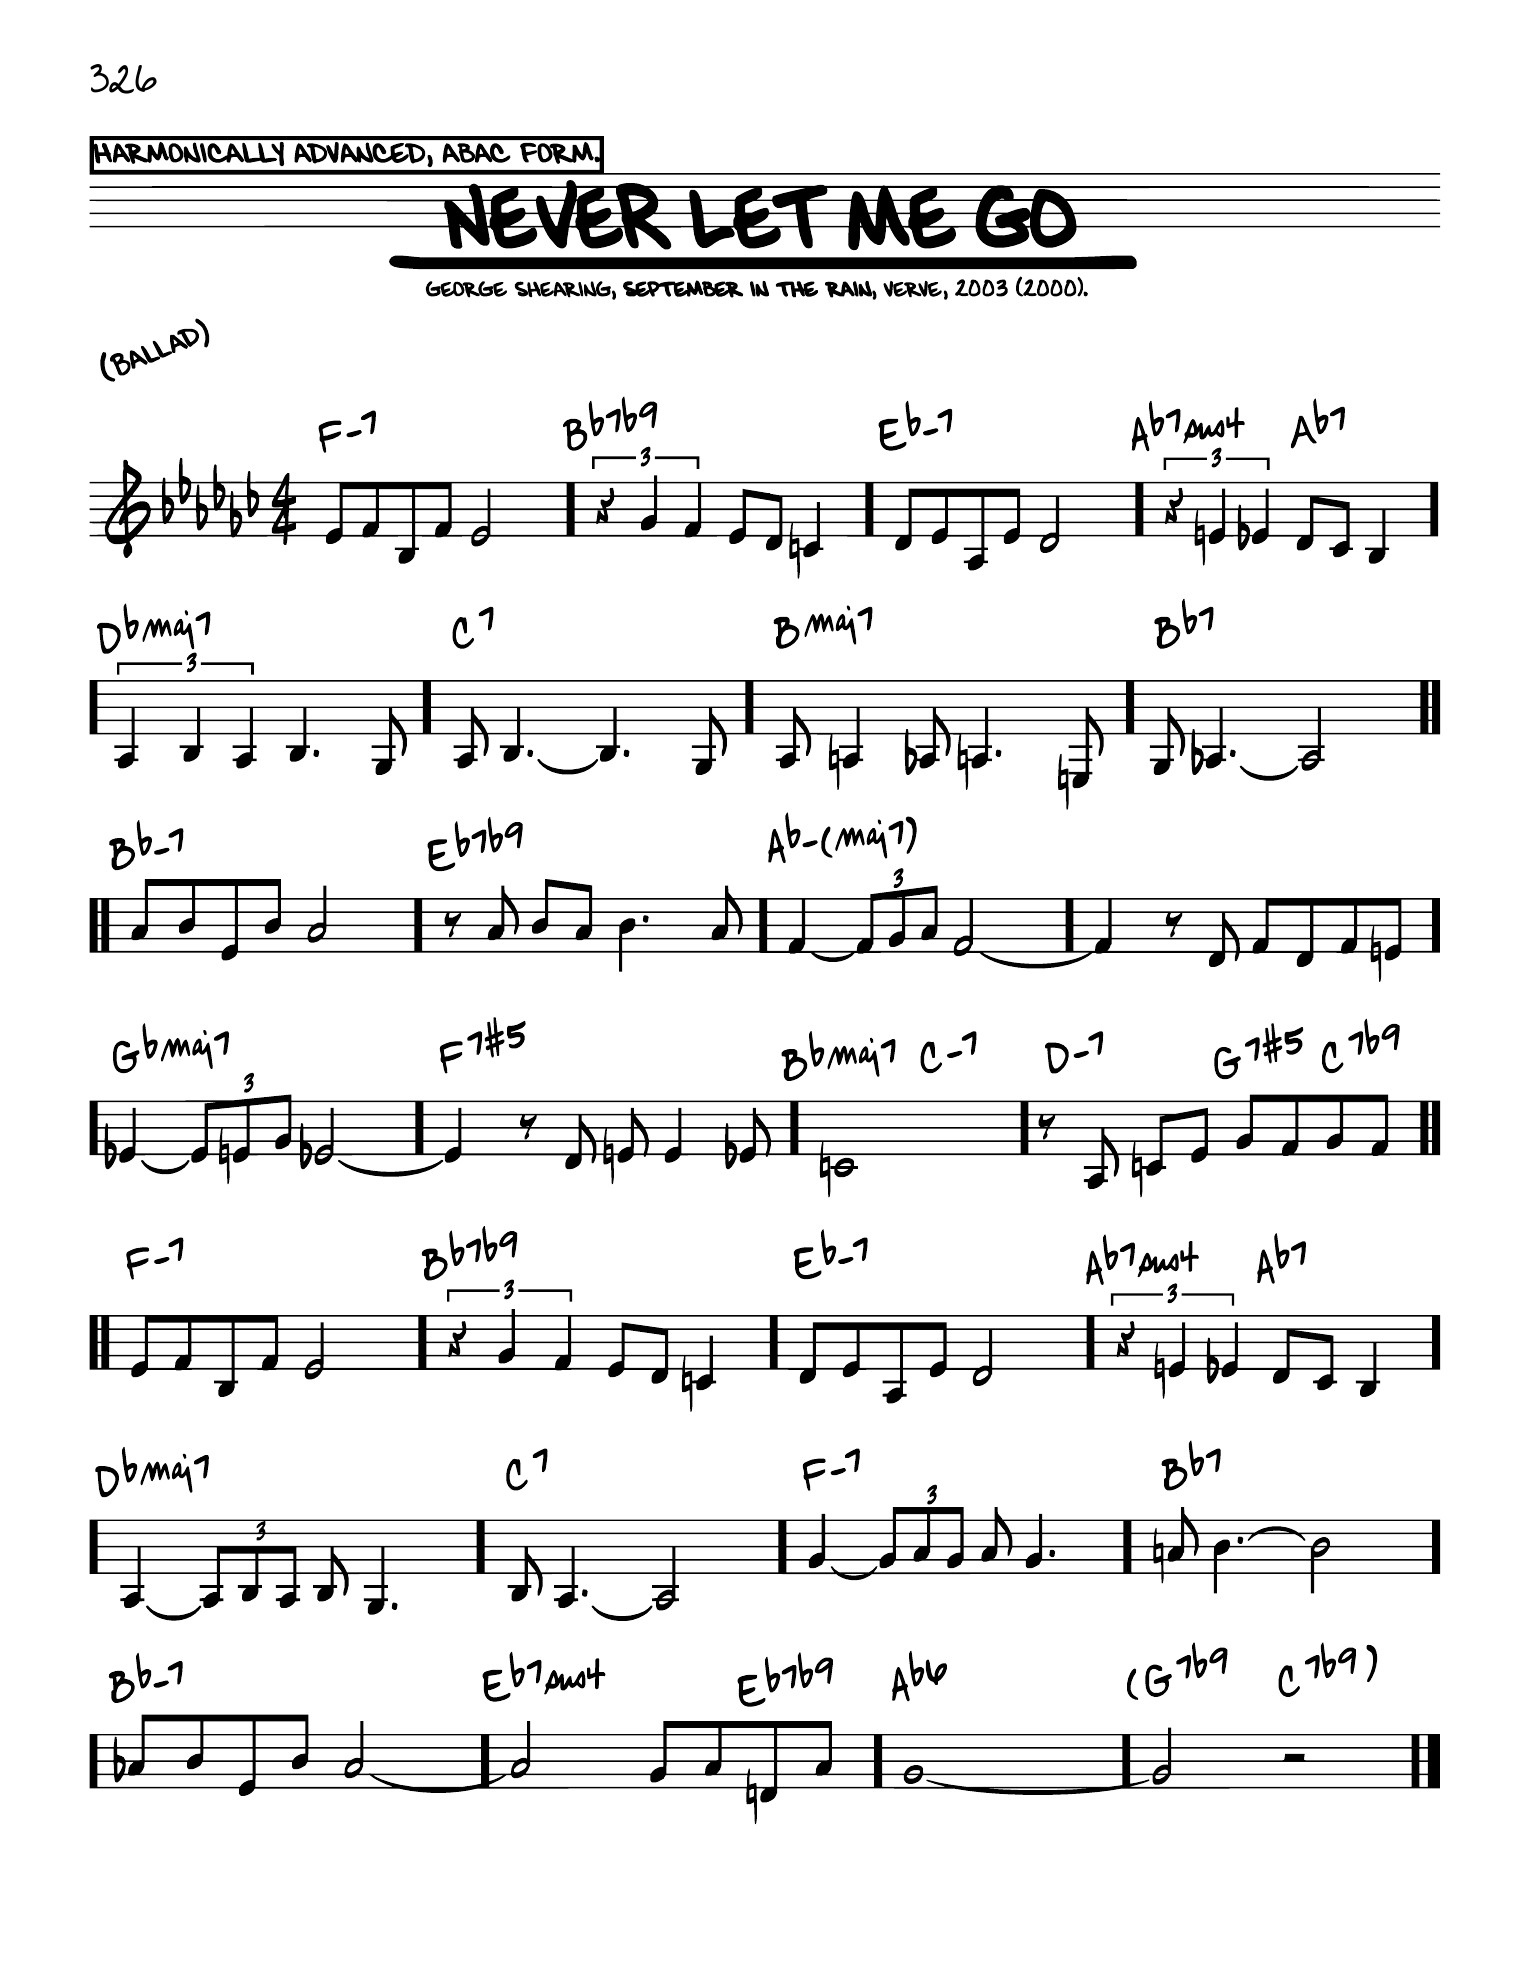 326
HARMONICALLY ADVANCED, ABAC FORM.
NEVER LET ME GO
GEORGE SHEARING, SEPTEMBER IN THE RAIN, VERVE, 2003 (2000).
(BALLAD)
F-7 Bb7b9 Eb-7 Ab7sus4 Ab7
3 3
4
4
Dbmaj7 C7 Bmaj7 Bb7
3
Bb-7 Eb7b9 Ab-(maj7)
3
Gbmaj7 F7#5 Bbmaj7 C-7 D-7 G7#5 C7b9
3
F-7 Bb7b9 Eb-7 Ab7sus4 Ab7
3 3
Dbmaj7 C7 F-7 Bb7
3 3
Bb-7 Eb7sus4 Eb7b9 Ab6 (G7b9 C7b9)